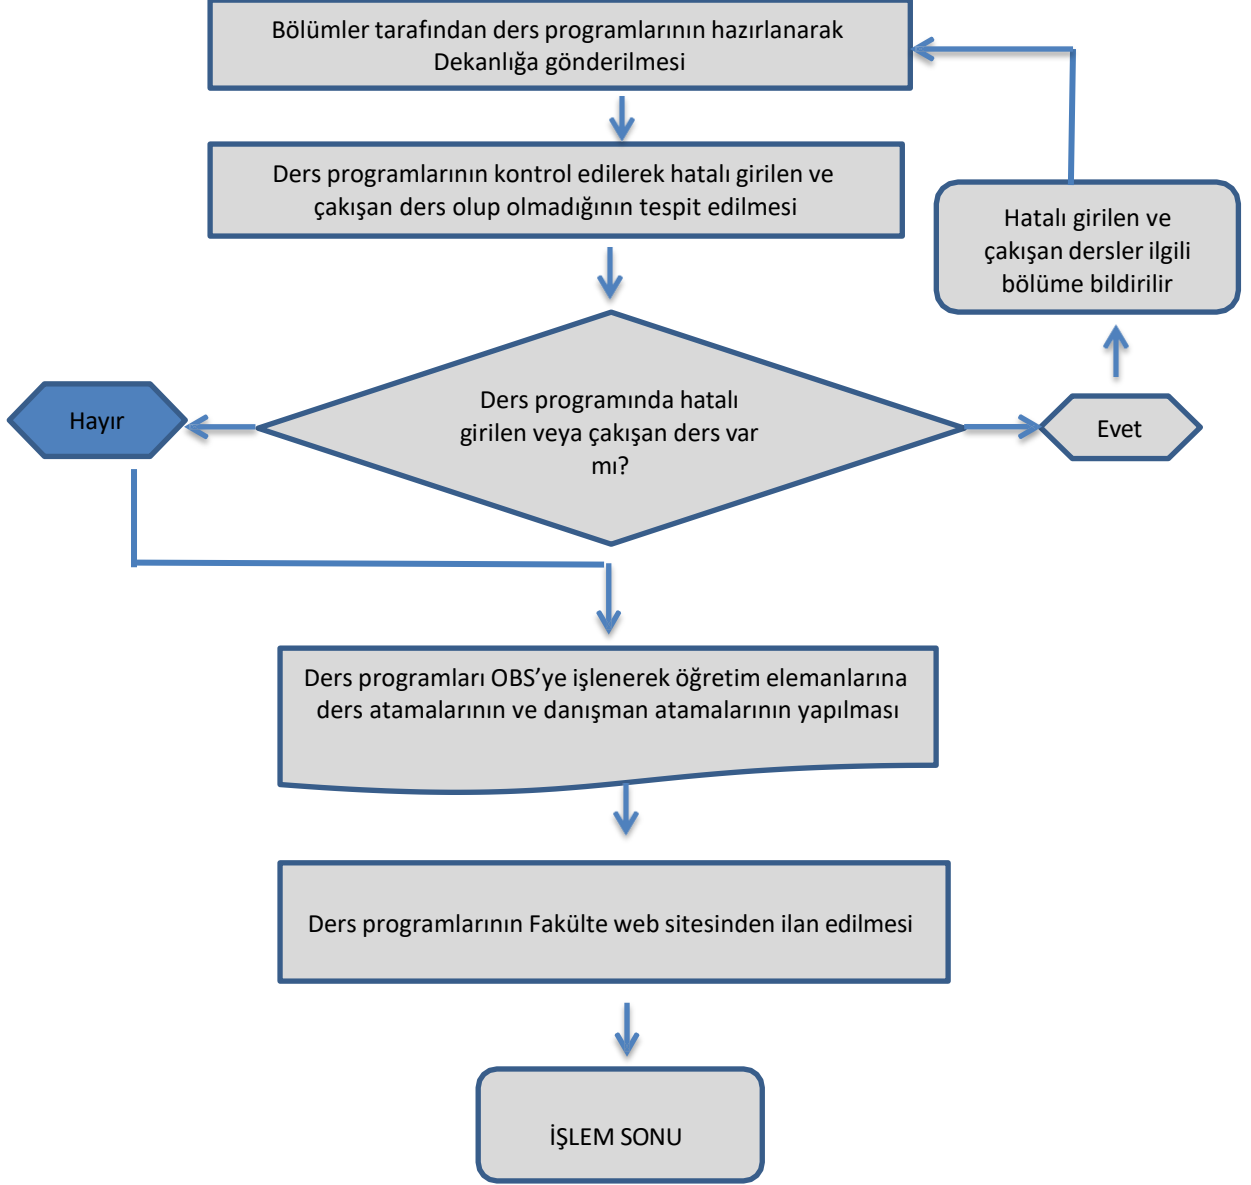 Bölümler tarafından ders programlarının hazırlanarak
Dekanlığa gönderilmesi
Ders programlarının kontrol edilerek hatalı girilen ve
çakışan ders olup olmadığının tespit edilmesi
Hatalı girilen ve
çakışan dersler ilgili
bölüme bildirilir
Ders programında hatalı
girilen veya çakışan ders var
mı?
Hayır
Evet
Ders programları OBS’ye işlenerek öğretim elemanlarına
ders atamalarının ve danışman atamalarının yapılması
Ders programlarının Fakülte web sitesinden ilan edilmesi
İŞLEM SONU